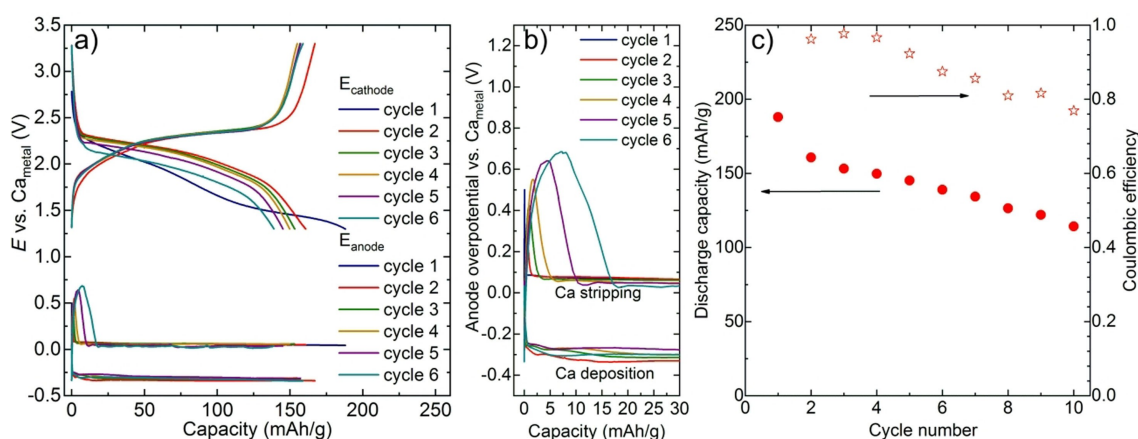 a)
3.5
3.0
2.5
2.0
1.5
1.0
0.5
0.0
-0.5
E vs. Ca metal (V)
E cathode
cycle 1
cycle 2
cycle 3
cycle 4
cycle 5
cycle 6
E anode
cycle 1
cycle 2
cycle 3
cycle 4
cycle 5
cycle 6
0 50 100 150 200 250
Capacity (mAh/g)
b)
1.2
1.0
0.8
0.6
0.4
0.2
0.0
-0.2
-0.4
Anode overpotential vs. Ca metal (V)
cycle 1
cycle 2
cycle 3
cycle 4
cycle 5
cycle 6
Ca stripping
Ca deposition
0 5 10 15 20 25 30
Capacity (mAh/g)
c)
250
200
150
100
50
0
Discharge capacity (mAh/g)
1.0
0.8
0.6
0.4
0.2
0.0
Coulombic efficiency
0 2 4 6 8 10
Cycle number